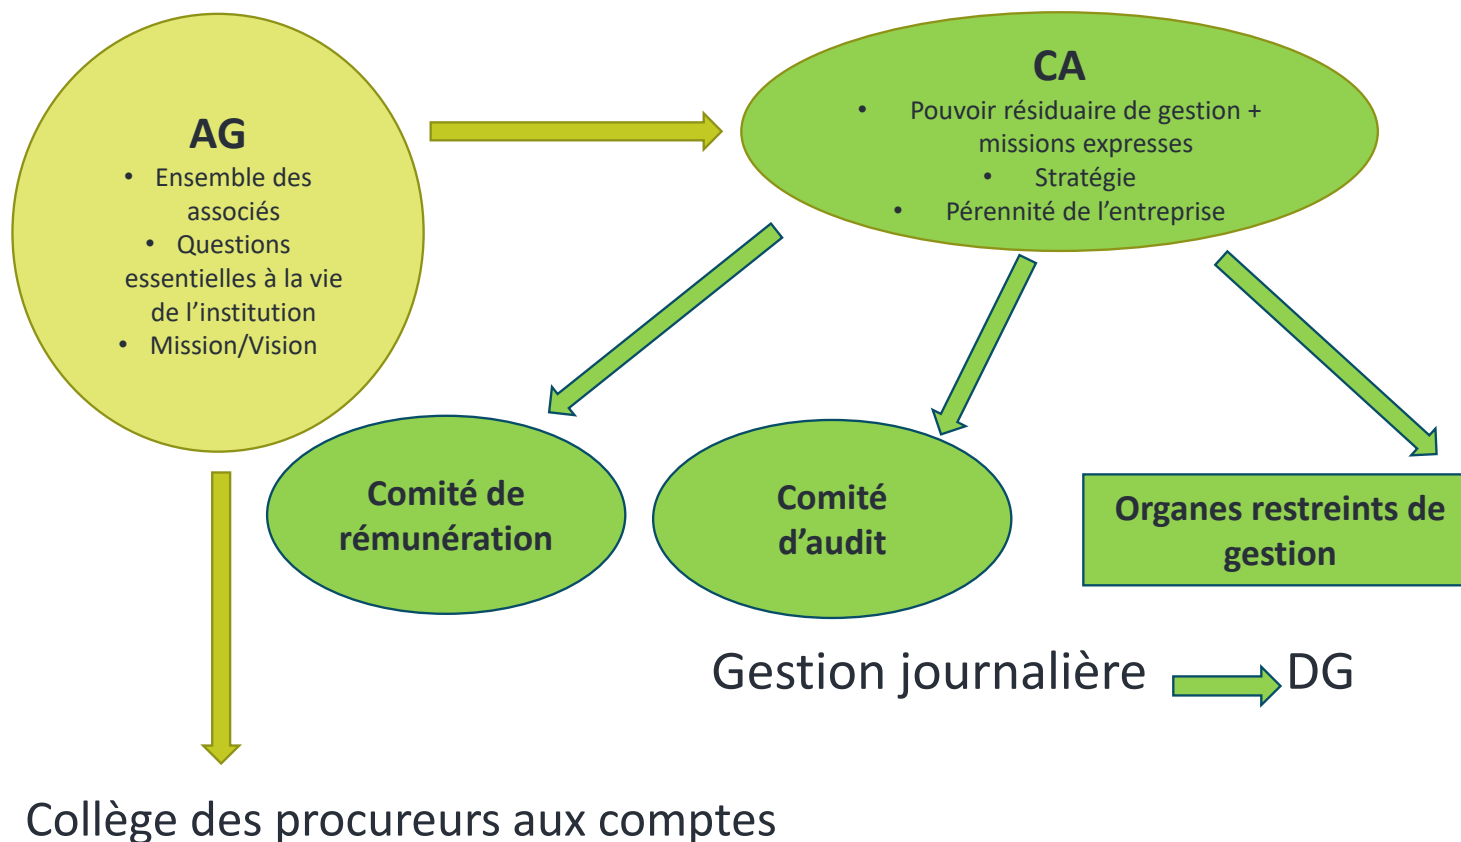 AG
• Ensemble des
associés
• Questions
essentielles à la vie
de l’institution
• Mission/Vision
CA
• Pouvoir résiduaire de gestion +
missions expresses
• Stratégie
• Pérennité de l’entreprise
Comité de
rémunération
Comité
d’audit
Organes restreints de
gestion
Gestion journalière DG
Collège des procureurs aux comptes